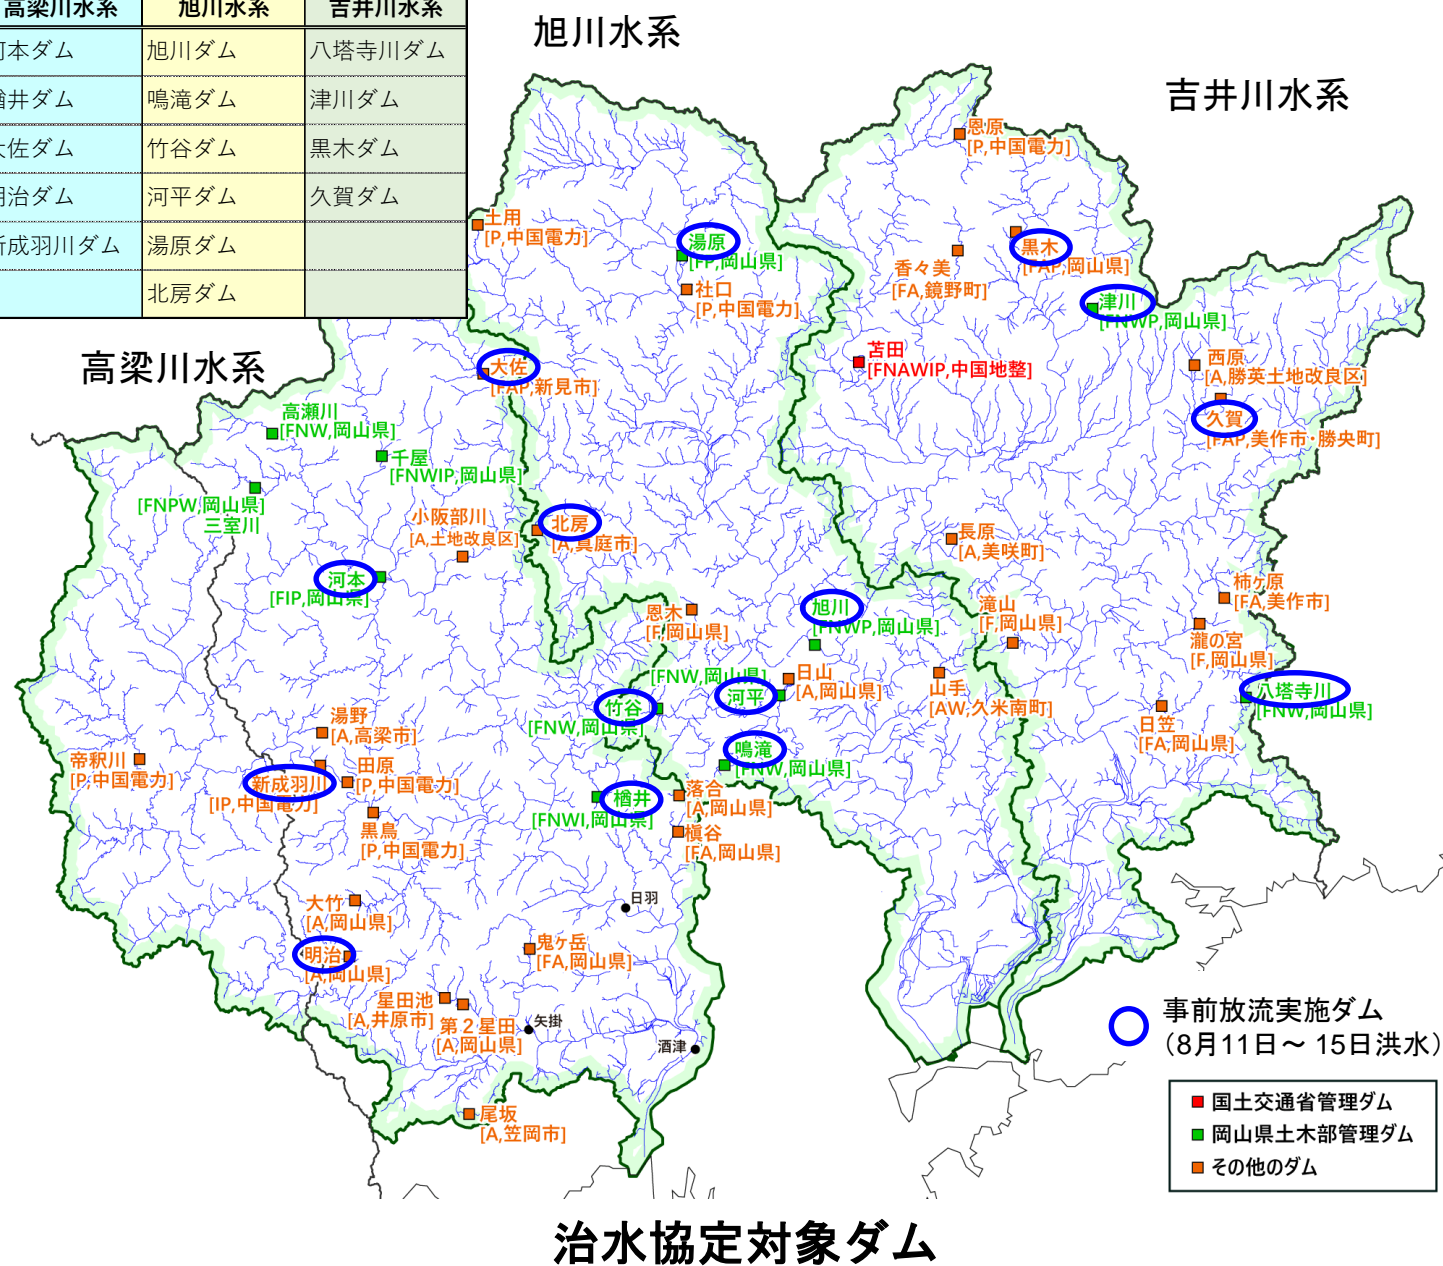 高梁川水系 旭川水系 吉井川水系
本ダム 旭川ダム 八塔寺川ダム
井ダム 鳴滝ダム 津川ダム
佐ダム 竹谷ダム 黒木ダム
治ダム 河平ダム 久賀ダム
成羽川ダム 湯原ダム
北房ダム
旭川水系
吉井川水系
高梁川水系
恩原
[P,中国電力]
土用
[P,中国電力]
湯原
[FP,岡山県]
社口
[P,中国電力]
黒木
[FAP,岡山県]
香々美
[FA,鏡野町]
津川
[FNWP,岡山県]
苫田
[FNAWIP,中国地整]
西原
[A,勝英土地改良区]
久賀
[FAP,美作市・勝央町]
大佐
[FAP,新見市]
高瀬川
[FNW,岡山県]
千屋
[FNWIP,岡山県]
[FNPW,岡山県]
三室川
小阪部川
[A,土地改良区]
北房
[A,真庭市]
長原
[A,美咲町]
河本
[FIP,岡山県]
恩木
[F,岡山県]
旭川
[FNWP,岡山県]
滝山
[F,岡山県]
柿ヶ原
[FA,美作市]
瀧の宮
[F,岡山県]
八塔寺川
[FNW,岡山県]
[FNW,岡山県]
河平
日山
[A,岡山県]
山手
[AW,久米南町]
日笠
[FA,岡山県]
竹谷
[FNW,岡山県]
鳴滝
[FNW,岡山県]
湯野
[A,高梁市]
帝釈川
[P,中国電力]
田原
[P,中国電力]
新成羽川
[IP,中国電力]
黒鳥
[P,中国電力]
楢井
[FNWI,岡山県]
落合
[A,岡山県]
槇谷
[FA,岡山県]
大竹
[A,岡山県]
日羽
明治
[A,岡山県]
鬼ヶ岳
[FA,岡山県]
星田池
[A,井原市]
第2星田
[A,岡山県]
矢掛
酒津
尾坂
[A,笠岡市]
事前放流実施ダム
(8月11日～15日洪水)
国土交通省管理ダム
岡山県土木部管理ダム
その他のダム
治水協定対象ダム